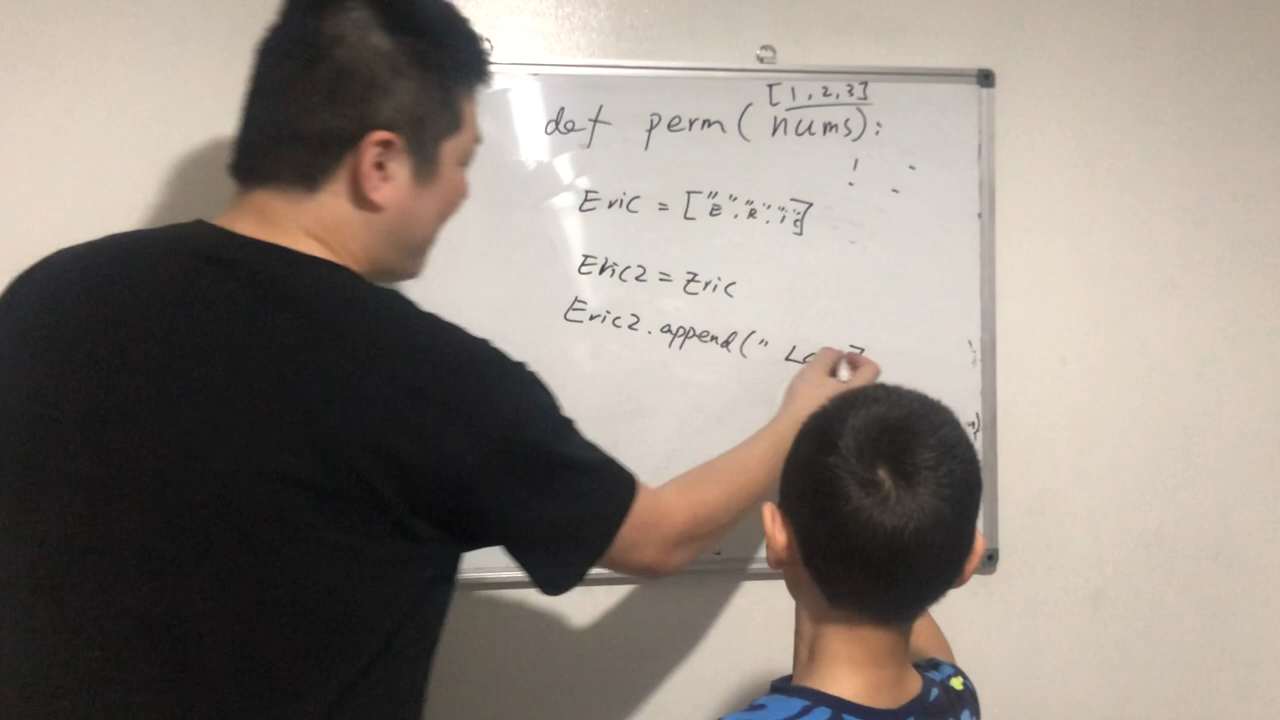 [1,2,3]
def perm(nums):
Eric = ["E","R","i","c"]
Eric2 = Eric
Eric2.append("